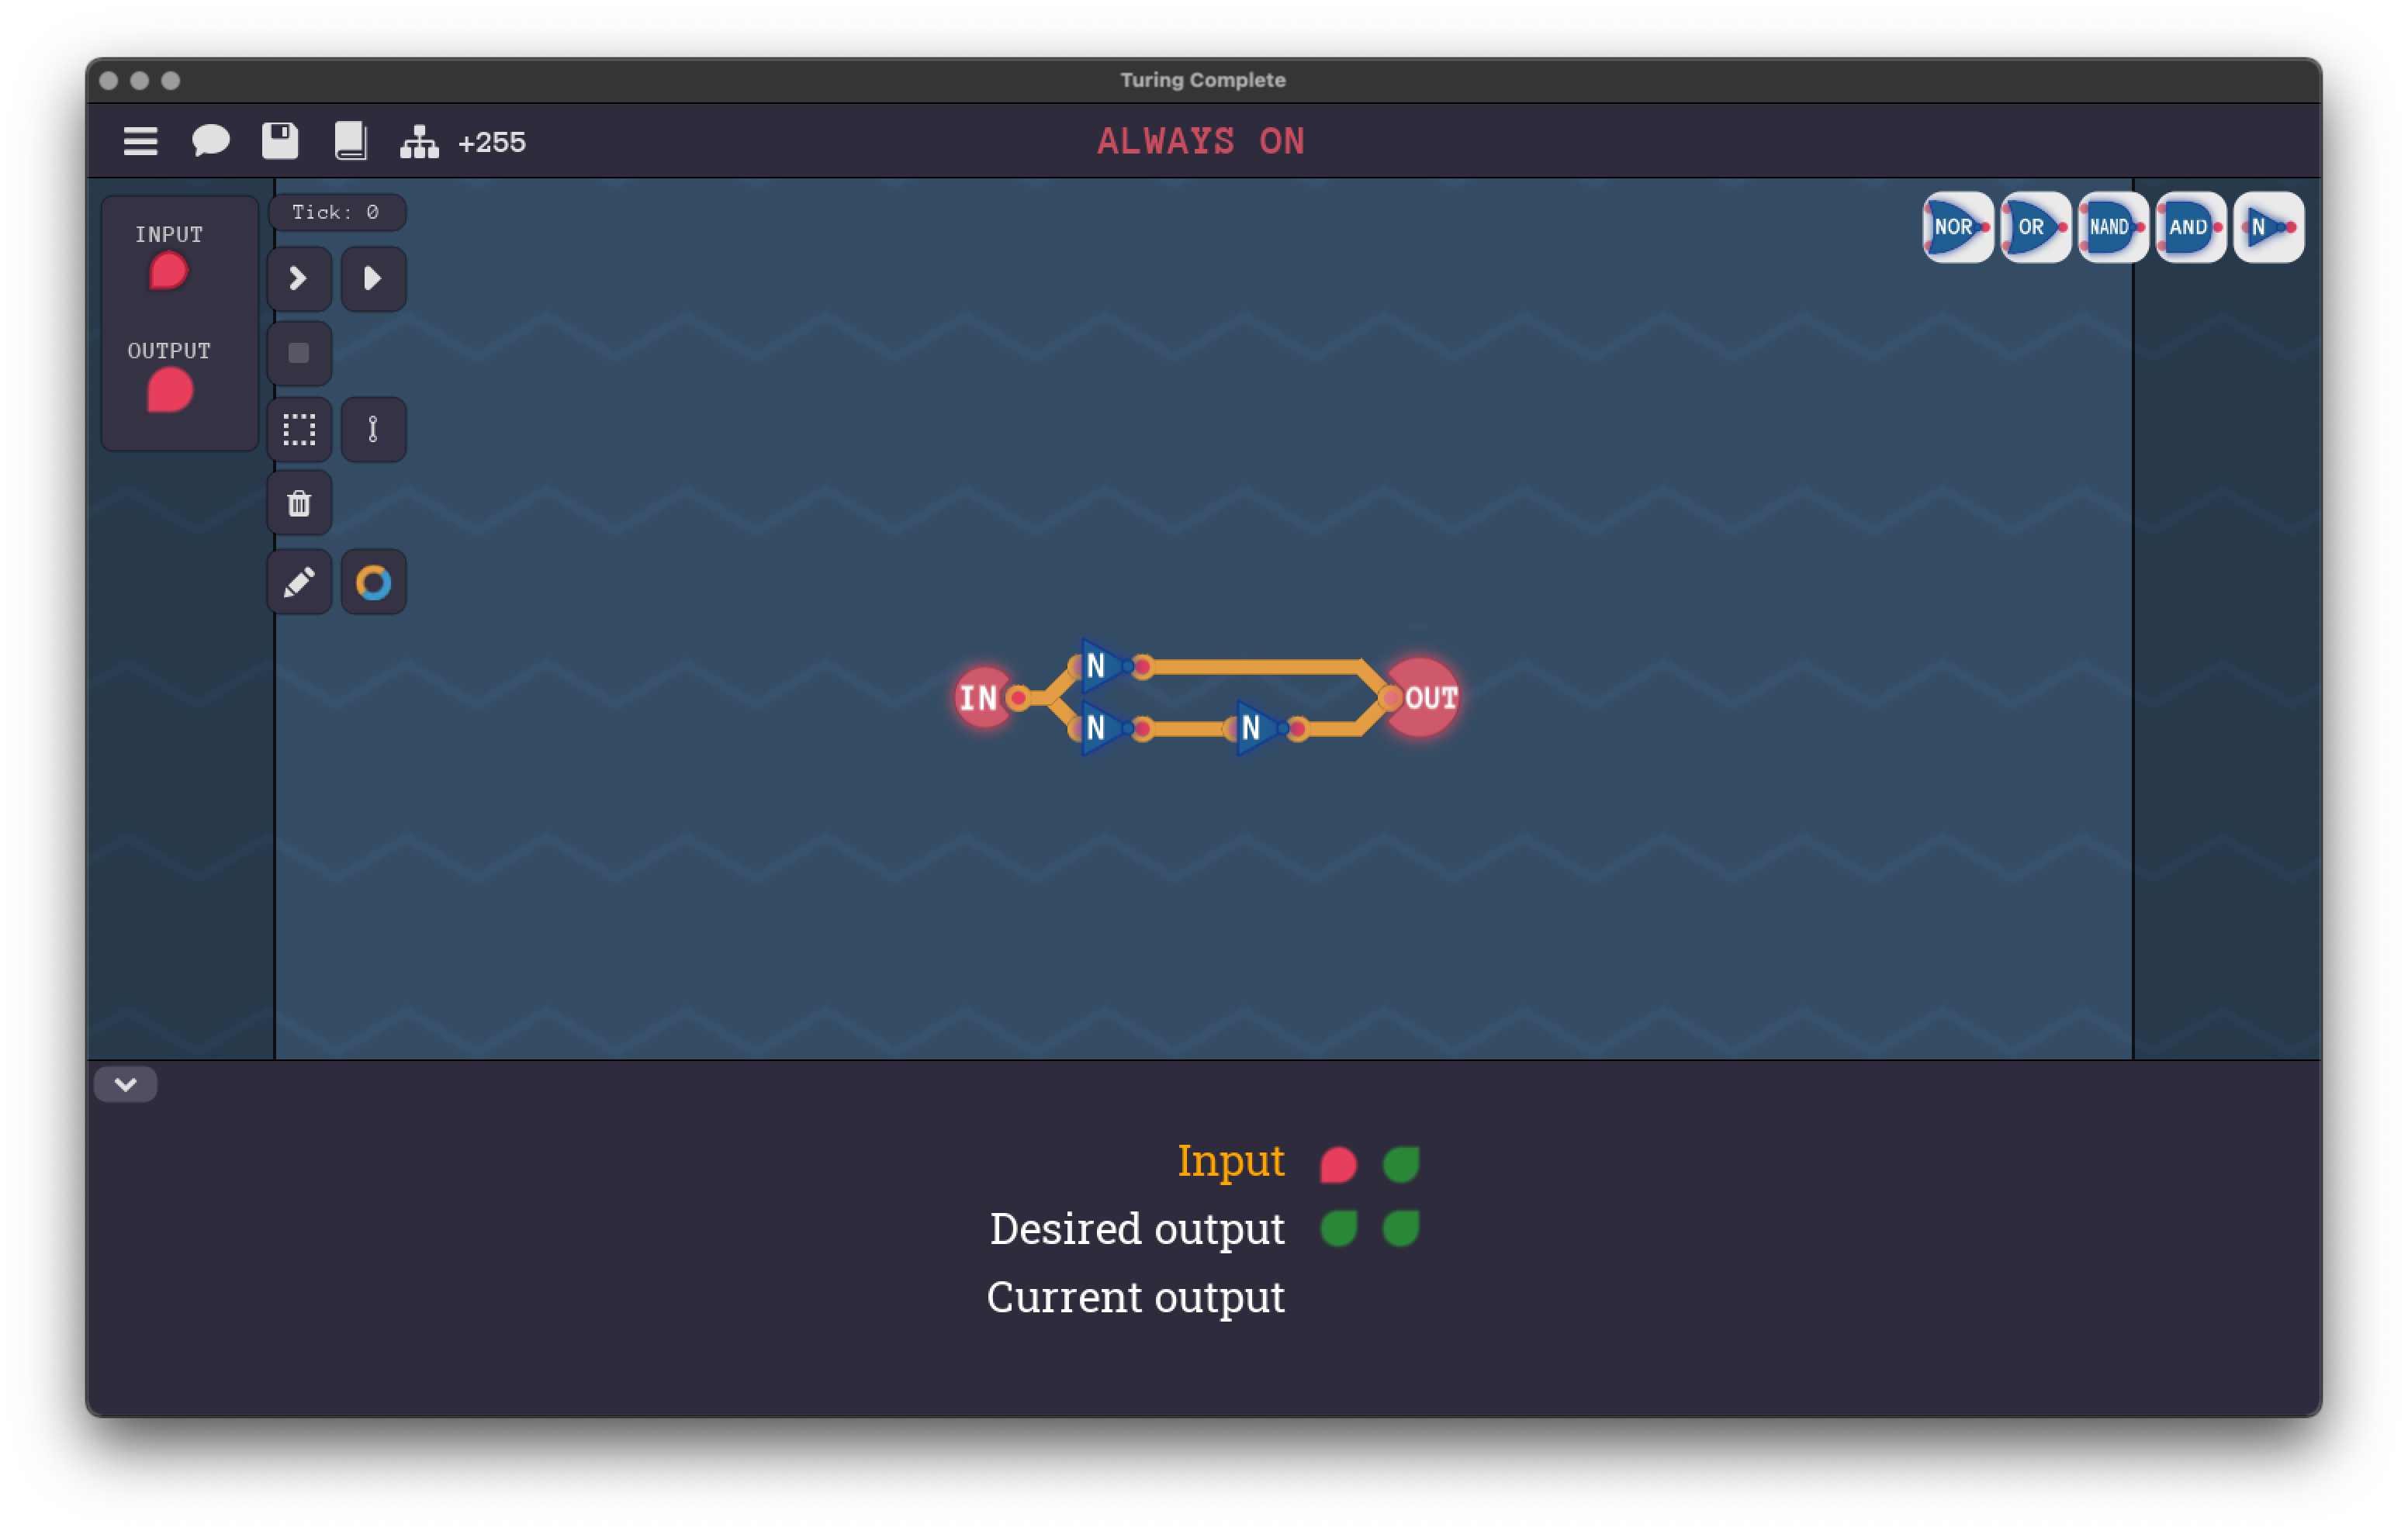 Turing Complete
+255
ALWAYS ON
INPUT
OUTPUT
Tick: 0
NOR OR NAND AND N
N
IN
OUT
N N
Input
Desired output
Current output